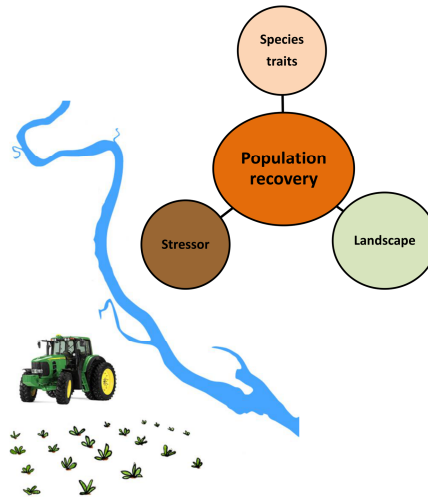 Species
traits
Population
recovery
Stressor
Landscape